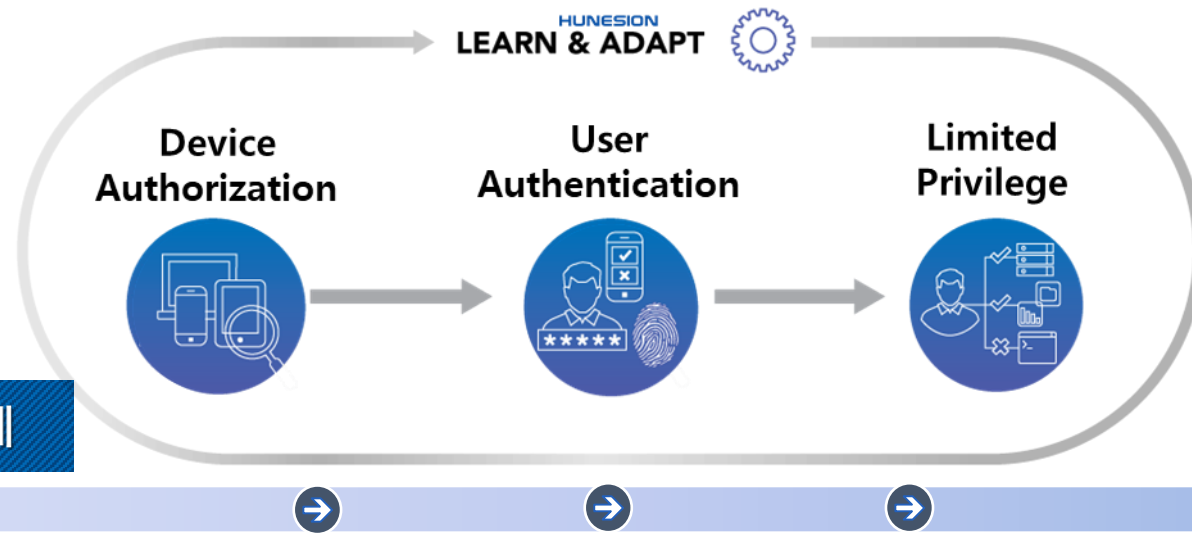 HUNESION
LEARN & ADAPT
Device
Authorization
User
Authentication
Limited
Privilege
*****
>_